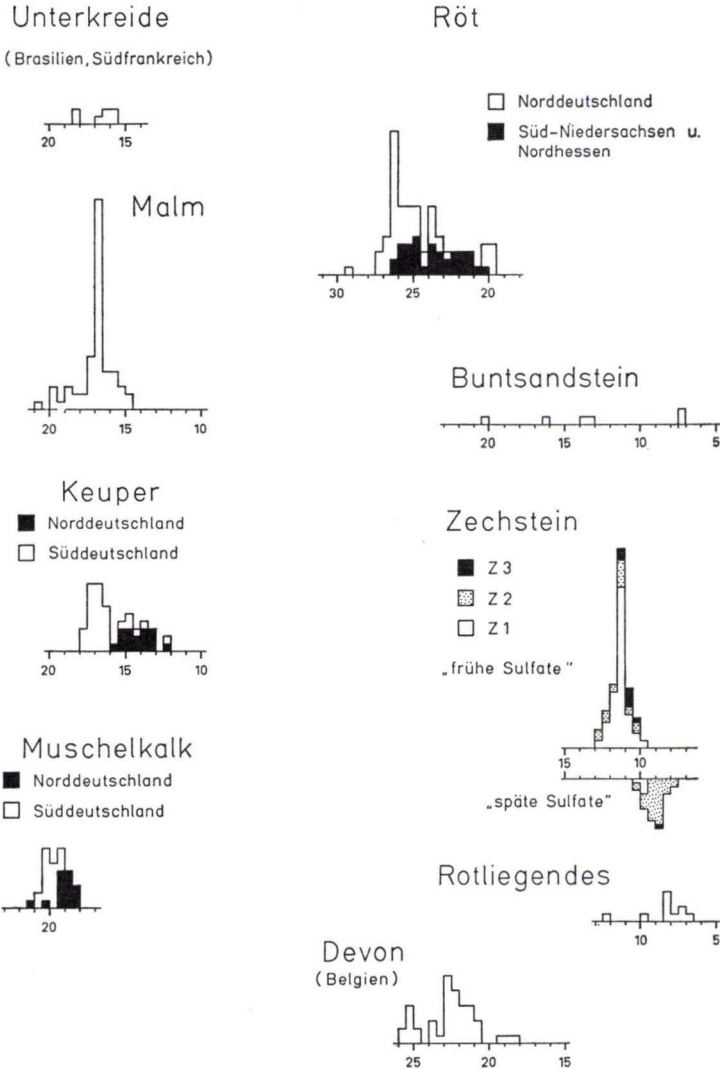 Unterkreide
(Brasilien, Südfrankreich)
20 15
Malm
20 15 10
Keuper
Norddeutschland
Süddeutschland
20 15 10
Muschelkalk
Norddeutschland
Süddeutschland
20
Röt
Norddeutschland
Süd-Niedersachsen u.
Nordhessen
30 25 20
Buntsandstein
20 15 10 5
Zechstein
Z 3
Z 2
Z 1
„frühe Sulfate"
15 10
„späte Sulfate"
Rotliegendes
10 5
Devon
(Belgien)
25 20 15